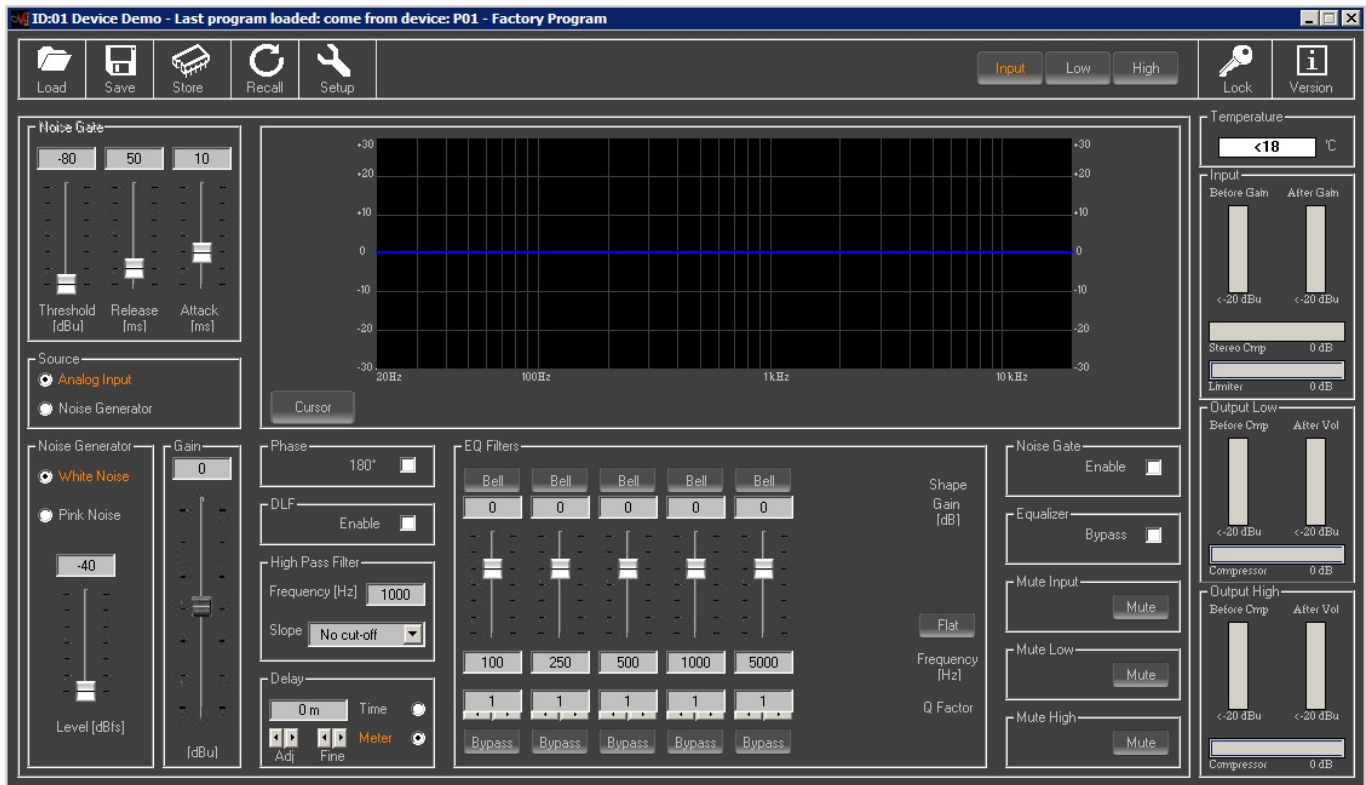 ID:01 Device Demo - Last program loaded: come from device: P01 - Factory Program
Load Save Store Recall Setup Input Low High Lock Version
Noise Gate
-80 50 10
Threshold [dBu] Release [ms] Attack [ms]
Source
Analog Input
Noise Generator
Noise Generator
White Noise
Pink Noise
-40
Level [dBfs]
Gain
0
[dBu]
+30 +30
+20 +20
+10 +10
0 0
-10 -10
-20 -20
-30 -30
20Hz 100Hz 1kHz 10kHz
Cursor
Phase
180°
DLF
Enable
High Pass Filter
Frequency [Hz] 1000
Slope No cut-off
Delay
0 m Time
Meter
Adj Fine
EQ Filters
Bell Bell Bell Bell Bell Shape
0 0 0 0 0 Gain
[dB]
Flat
100 250 500 1000 5000 Frequency
[Hz]
1 1 1 1 1 Q Factor
Bypass Bypass Bypass Bypass Bypass
Noise Gate
Enable
Equalizer
Bypass
Mute Input
Mute
Mute Low
Mute
Mute High
Mute
Temperature
<18 °C
Input
Before Gain After Gain
<-20 dBu <-20 dBu
Stereo Cmp 0 dB
Limiter 0 dB
Output Low
Before Cmp After Vol
<-20 dBu <-20 dBu
Compressor 0 dB
Output High
Before Cmp After Vol
<-20 dBu <-20 dBu
Compressor 0 dB